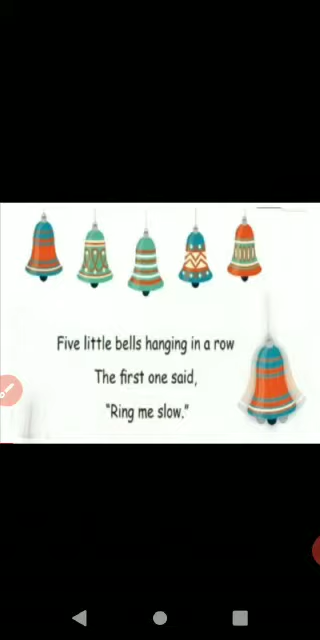 Five little bells hanging in a row
The first one said,
“Ring me slow.”